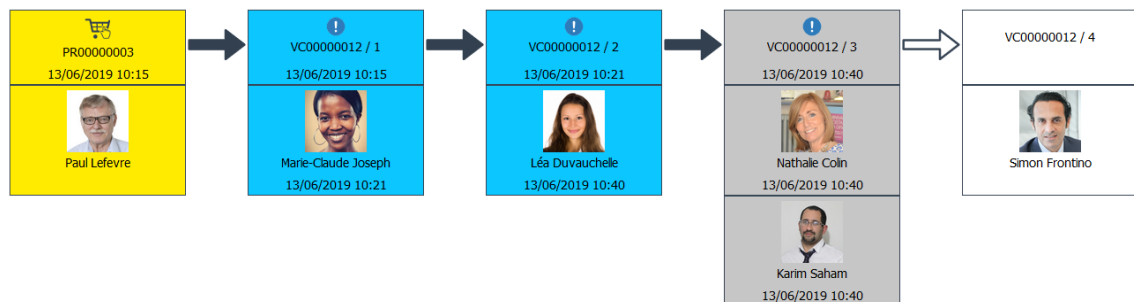 PR00000003
13/06/2019 10:15
Paul Lefevre
VC00000012 / 1
13/06/2019 10:15
Marie-Claude Joseph
13/06/2019 10:21
VC00000012 / 2
13/06/2019 10:21
Léa Duvauchelle
13/06/2019 10:40
VC00000012 / 3
13/06/2019 10:40
Nathalie Colin
13/06/2019 10:40
Karim Saham
13/06/2019 10:40
VC00000012 / 4
Simon Frontino